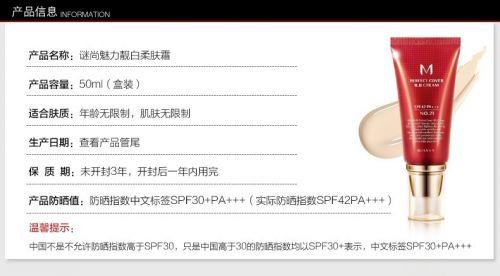 产品信息 INFORMATION
产品名称：谜尚魅力靓白柔肤霜
产品容量：50ml（盒装）
适合肤质：年龄无限制，肌肤无限制
生产日期：查看产品管尾
保 质 期：未开封3年，开封后一年内用完
产品防晒值：防晒指数中文标签SPF30+PA+++（实际防晒指数SPF42PA+++）
温馨提示：
中国不是不允许防晒指数高于SPF30，只是中国高于30的防晒指数均以SPF30+表示，中文标签SPF30+PA+++
M
PERFECT COVER
B.B CREAM
SPF42 PA+++
NO.21